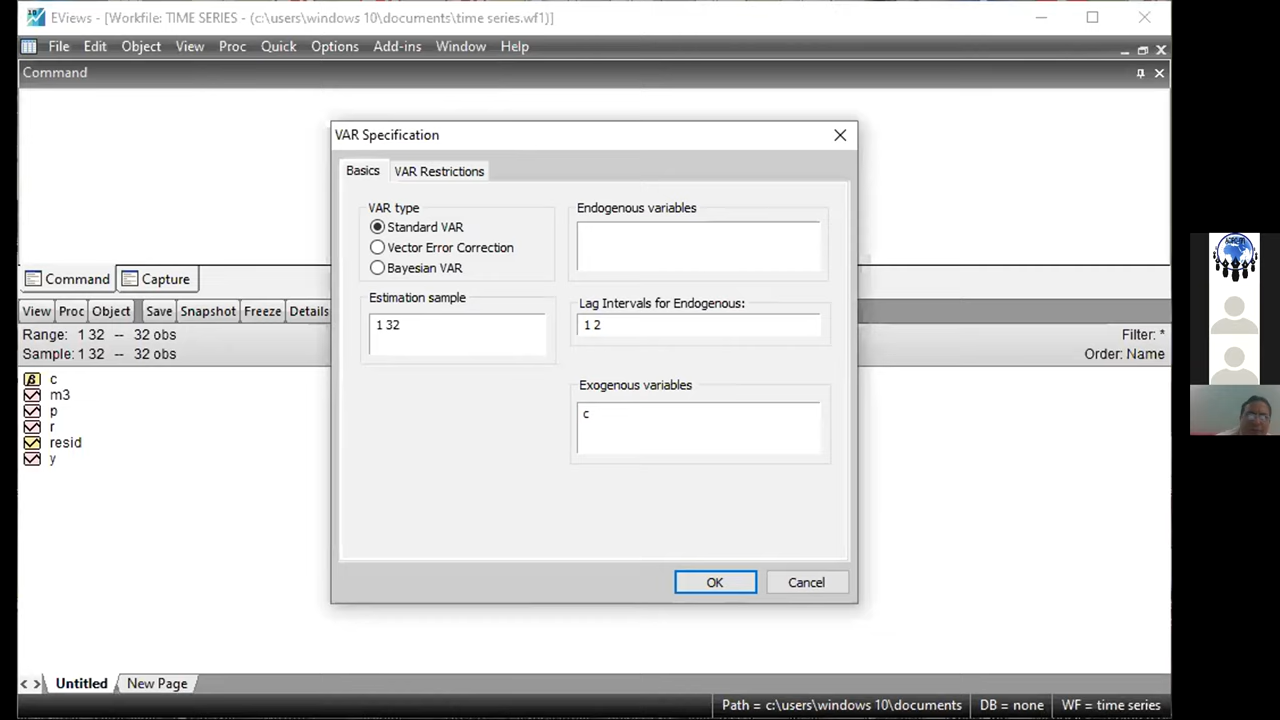 EViews - [Workfile: TIME SERIES - (c:\users\windows 10\documents\time series.wf1)]
File Edit Object View Proc Quick Options Add-ins Window Help
Command
VAR Specification
Basics VAR Restrictions
VAR type
Standard VAR
Vector Error Correction
Bayesian VAR
Endogenous variables
Estimation sample
1 32
Lag Intervals for Endogenous:
1 2
Exogenous variables
c
OK Cancel
Command Capture
View Proc Object Save Snapshot Freeze Details
Range: 1 32 -- 32 obs
Filter: *
Sample: 1 32 -- 32 obs
Order: Name
c
m3
p
r
resid
y
Untitled New Page
Path = c:\users\windows 10\documents DB = none WF = time series